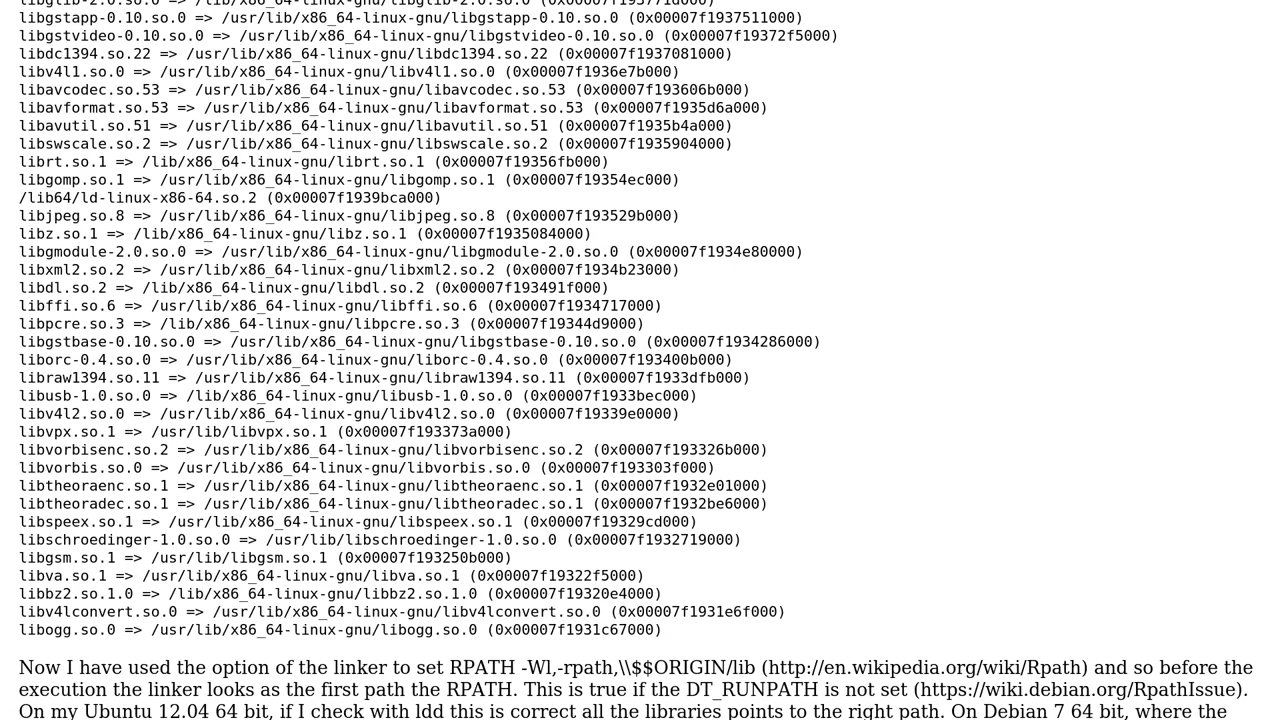 libglib-2.0.so.0 => /usr/lib/x86_64-linux-gnu/libglib-2.0.so.0
libgstapp-0.10.so.0 => /usr/lib/x86_64-linux-gnu/libgstapp-0.10.so.0 (0x00007f1937511000)
libgstvideo-0.10.so.0 => /usr/lib/x86_64-linux-gnu/libgstvideo-0.10.so.0 (0x00007f19372f5000)
libdc1394.so.22 => /usr/lib/x86_64-linux-gnu/libdc1394.so.22 (0x00007f1937081000)
libv4l1.so.0 => /usr/lib/x86_64-linux-gnu/libv4l1.so.0 (0x00007f1936e7b000)
libavcodec.so.53 => /usr/lib/x86_64-linux-gnu/libavcodec.so.53 (0x00007f193606b000)
libavformat.so.53 => /usr/lib/x86_64-linux-gnu/libavformat.so.53 (0x00007f1935d6a000)
libavutil.so.51 => /usr/lib/x86_64-linux-gnu/libavutil.so.51 (0x00007f1935b4a000)
libswscale.so.2 => /usr/lib/x86_64-linux-gnu/libswscale.so.2 (0x00007f1935904000)
librt.so.1 => /lib/x86_64-linux-gnu/librt.so.1 (0x00007f19356fb000)
libgomp.so.1 => /usr/lib/x86_64-linux-gnu/libgomp.so.1 (0x00007f19354ec000)
/lib64/ld-linux-x86-64.so.2 (0x00007f1939bca000)
libjpeg.so.8 => /usr/lib/x86_64-linux-gnu/libjpeg.so.8 (0x00007f193529b000)
libz.so.1 => /lib/x86_64-linux-gnu/libz.so.1 (0x00007f1935084000)
libgmodule-2.0.so.0 => /usr/lib/x86_64-linux-gnu/libgmodule-2.0.so.0 (0x00007f1934e80000)
libxml2.so.2 => /usr/lib/x86_64-linux-gnu/libxml2.so.2 (0x00007f1934b23000)
libdl.so.2 => /lib/x86_64-linux-gnu/libdl.so.2 (0x00007f193491f000)
libffi.so.6 => /usr/lib/x86_64-linux-gnu/libffi.so.6 (0x00007f1934717000)
libpcre.so.3 => /lib/x86_64-linux-gnu/libpcre.so.3 (0x00007f19344d9000)
libgstbase-0.10.so.0 => /usr/lib/x86_64-linux-gnu/libgstbase-0.10.so.0 (0x00007f1934286000)
liborc-0.4.so.0 => /usr/lib/x86_64-linux-gnu/liborc-0.4.so.0 (0x00007f193400b000)
libraw1394.so.11 => /usr/lib/x86_64-linux-gnu/libraw1394.so.11 (0x00007f1933dfb000)
libusb-1.0.so.0 => /lib/x86_64-linux-gnu/libusb-1.0.so.0 (0x00007f1933bec000)
libv4l2.so.0 => /usr/lib/x86_64-linux-gnu/libv4l2.so.0 (0x00007f19339e0000)
libvpx.so.1 => /usr/lib/libvpx.so.1 (0x00007f193373a000)
libvorbisenc.so.2 => /usr/lib/x86_64-linux-gnu/libvorbisenc.so.2 (0x00007f193326b000)
libvorbis.so.0 => /usr/lib/x86_64-linux-gnu/libvorbis.so.0 (0x00007f193303f000)
libtheoraenc.so.1 => /usr/lib/x86_64-linux-gnu/libtheoraenc.so.1 (0x00007f1932e01000)
libtheoradec.so.1 => /usr/lib/x86_64-linux-gnu/libtheoradec.so.1 (0x00007f1932be6000)
libspeex.so.1 => /usr/lib/x86_64-linux-gnu/libspeex.so.1 (0x00007f19329cd000)
libschroedinger-1.0.so.0 => /usr/lib/libschroedinger-1.0.so.0 (0x00007f1932719000)
libgsm.so.1 => /usr/lib/libgsm.so.1 (0x00007f193250b000)
libva.so.1 => /usr/lib/x86_64-linux-gnu/libva.so.1 (0x00007f19322f5000)
libbz2.so.1.0 => /lib/x86_64-linux-gnu/libbz2.so.1.0 (0x00007f19320e4000)
libv4lconvert.so.0 => /usr/lib/x86_64-linux-gnu/libv4lconvert.so.0 (0x00007f1931e6f000)
libogg.so.0 => /usr/lib/x86_64-linux-gnu/libogg.so.0 (0x00007f1931c67000)
Now I have used the option of the linker to set RPATH -Wl,-rpath,\\$$ORIGIN/lib (http://en.wikipedia.org/wiki/Rpath) and so before the
execution the linker looks as the first path the RPATH. This is true if the DT_RUNPATH is not set (https://wiki.debian.org/RpathIssue).
On my Ubuntu 12.04 64 bit, if I check with ldd this is correct all the libraries points to the right path. On Debian 7 64 bit, where the